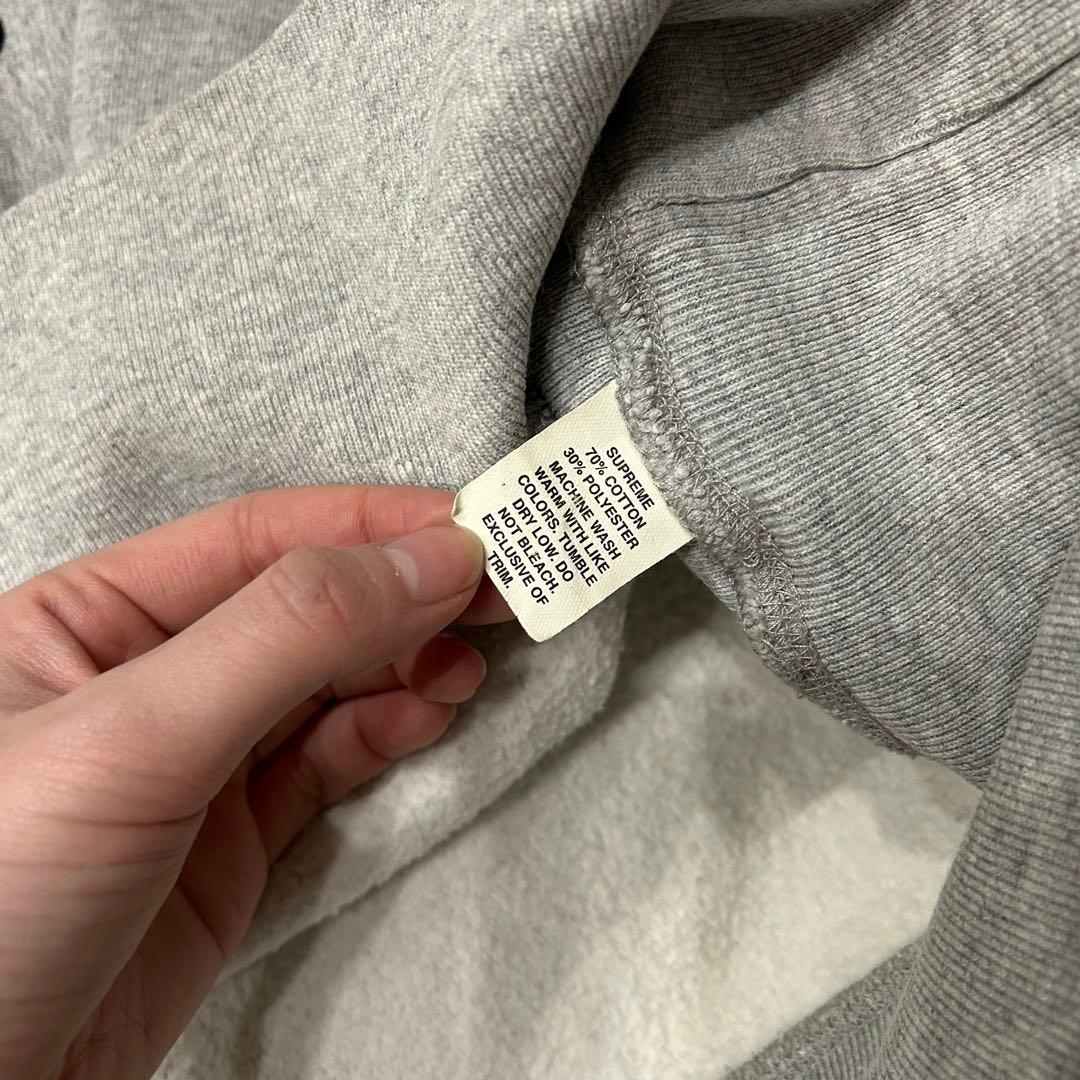 SUPREME
70% COTTON
30% POLYESTER
MACHINE WASH
WARM WITH LIKE
COLORS. TUMBLE
DRY LOW. DO
NOT BLEACH.
EXCLUSIVE OF
TRIM.